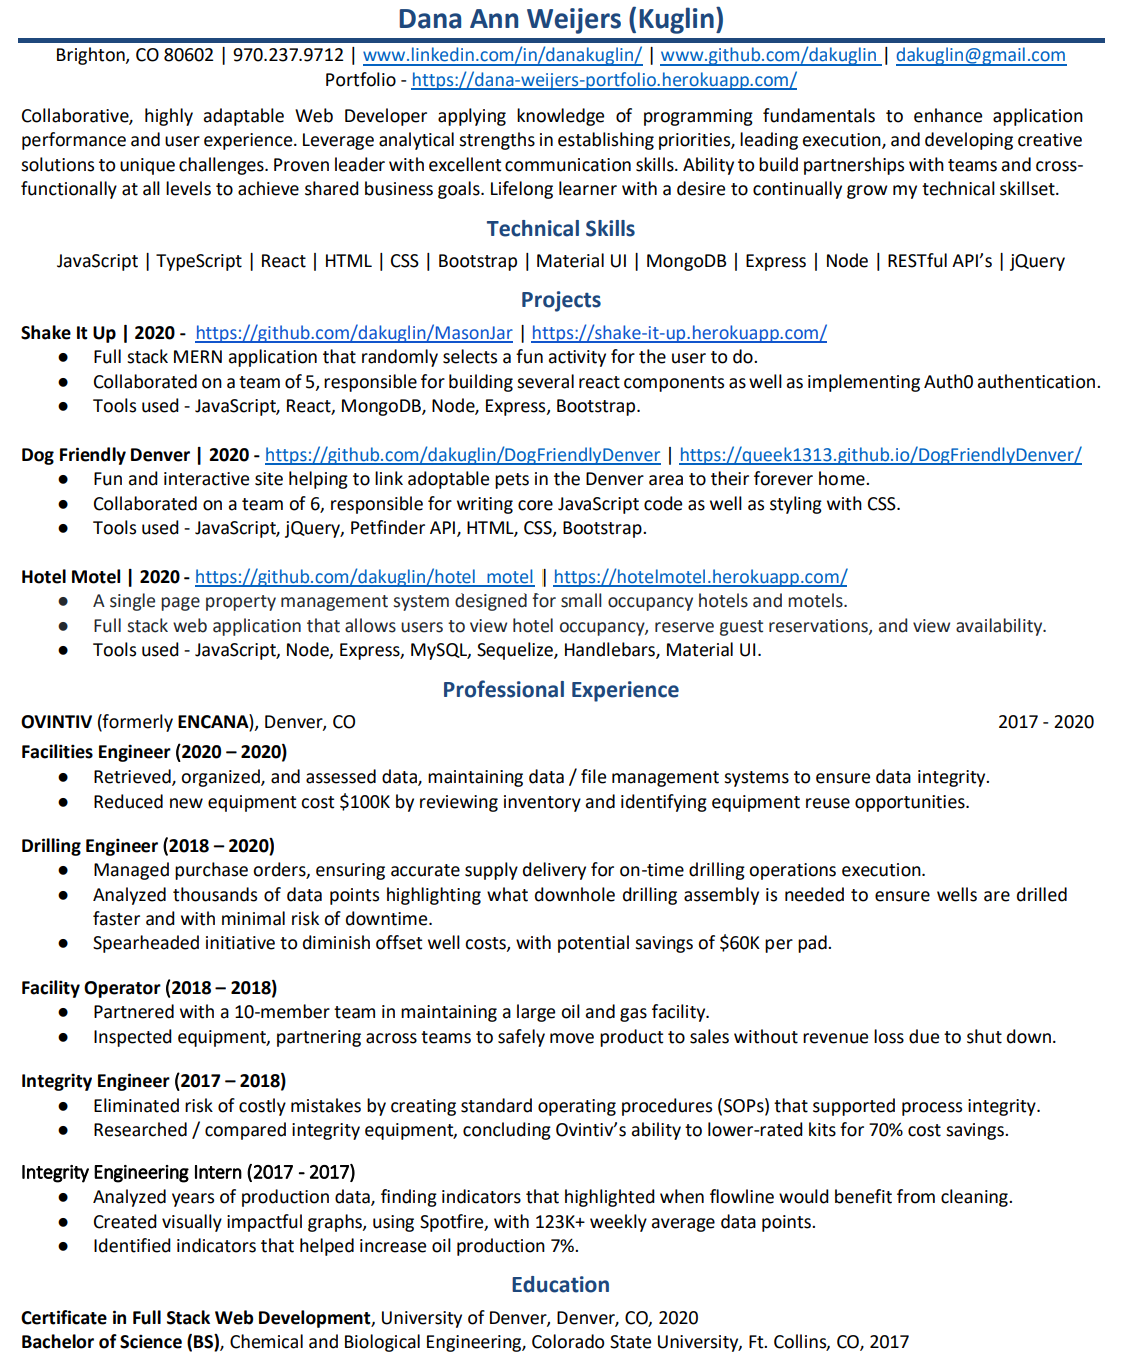 Dana Ann Weijers (Kuglin)
Brighton, CO 80602 | 970.237.9712 | www.linkedin.com/in/danakuglin/ | www.github.com/dakuglin | dakuglin@gmail.com
Portfolio - https://dana-weijers-portfolio.herokuapp.com/
Collaborative, highly adaptable Web Developer applying knowledge of programming fundamentals to enhance application
performance and user experience. Leverage analytical strengths in establishing priorities, leading execution, and developing creative
solutions to unique challenges. Proven leader with excellent communication skills. Ability to build partnerships with teams and cross-
functionally at all levels to achieve shared business goals. Lifelong learner with a desire to continually grow my technical skillset.
Technical Skills
JavaScript | TypeScript | React | HTML | CSS | Bootstrap | Material UI | MongoDB | Express | Node | RESTful API's | jQuery
Projects
Shake It Up | 2020 - https://github.com/dakuglin/MasonJar | https://shake-it-up.herokuapp.com/
● Full stack MERN application that randomly selects a fun activity for the user to do.
● Collaborated on a team of 5, responsible for building several react components as well as implementing Auth0 authentication.
● Tools used - JavaScript, React, MongoDB, Node, Express, Bootstrap.
Dog Friendly Denver | 2020 - https://github.com/dakuglin/DogFriendlyDenver | https://queek1313.github.io/DogFriendlyDenver/
● Fun and interactive site helping to link adoptable pets in the Denver area to their forever home.
● Collaborated on a team of 6, responsible for writing core JavaScript code as well as styling with CSS.
● Tools used - JavaScript, jQuery, Petfinder API, HTML, CSS, Bootstrap.
Hotel Motel | 2020 - https://github.com/dakuglin/hotel_motel | https://hotelmotel.herokuapp.com/
● A single page property management system designed for small occupancy hotels and motels.
● Full stack web application that allows users to view hotel occupancy, reserve guest reservations, and view availability.
● Tools used - JavaScript, Node, Express, MySQL, Sequelize, Handlebars, Material UI.
Professional Experience
OVINTIV (formerly ENCANA), Denver, CO 2017 - 2020
Facilities Engineer (2020 – 2020)
● Retrieved, organized, and assessed data, maintaining data / file management systems to ensure data integrity.
● Reduced new equipment cost $100K by reviewing inventory and identifying equipment reuse opportunities.
Drilling Engineer (2018 – 2020)
● Managed purchase orders, ensuring accurate supply delivery for on-time drilling operations execution.
● Analyzed thousands of data points highlighting what downhole drilling assembly is needed to ensure wells are drilled
faster and with minimal risk of downtime.
● Spearheaded initiative to diminish offset well costs, with potential savings of $60K per pad.
Facility Operator (2018 – 2018)
● Partnered with a 10-member team in maintaining a large oil and gas facility.
● Inspected equipment, partnering across teams to safely move product to sales without revenue loss due to shut down.
Integrity Engineer (2017 – 2018)
● Eliminated risk of costly mistakes by creating standard operating procedures (SOPs) that supported process integrity.
● Researched / compared integrity equipment, concluding Ovintiv's ability to lower-rated kits for 70% cost savings.
Integrity Engineering Intern (2017 - 2017)
● Analyzed years of production data, finding indicators that highlighted when flowline would benefit from cleaning.
● Created visually impactful graphs, using Spotfire, with 123K+ weekly average data points.
● Identified indicators that helped increase oil production 7%.
Education
Certificate in Full Stack Web Development, University of Denver, Denver, CO, 2020
Bachelor of Science (BS), Chemical and Biological Engineering, Colorado State University, Ft. Collins, CO, 2017